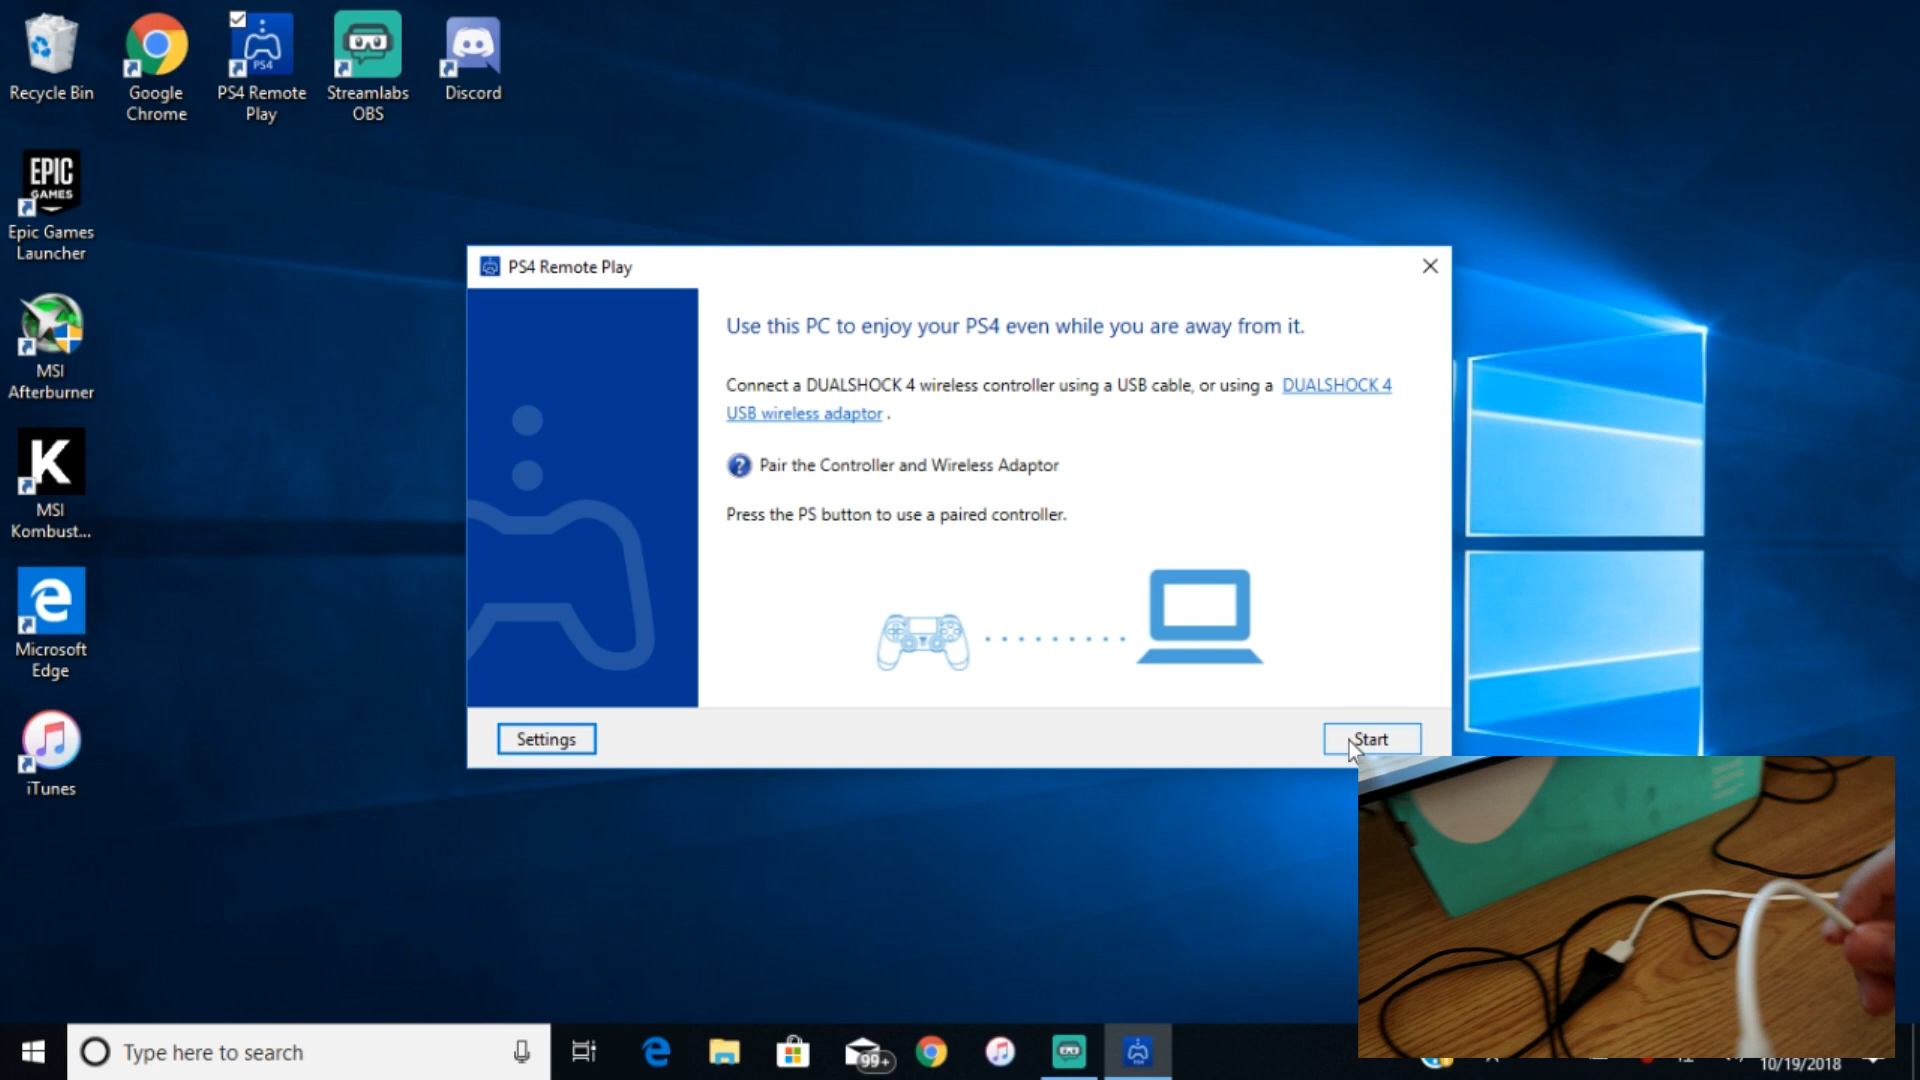 Recycle Bin
Google
Chrome
PS4
PS4 Remote
Play
Streamlabs
OBS
Discord
EPIC
GAMES
Epic Games
Launcher
MSI
Afterburner
K
MSI
Kombust...
Microsoft
Edge
iTunes
PS4 Remote Play
Use this PC to enjoy your PS4 even while you are away from it.
Connect a DUALSHOCK 4 wireless controller using a USB cable, or using a DUALSHOCK 4
USB wireless adaptor .
? Pair the Controller and Wireless Adaptor
Press the PS button to use a paired controller.
Settings
Start
Type here to search
99+
10/19/2018